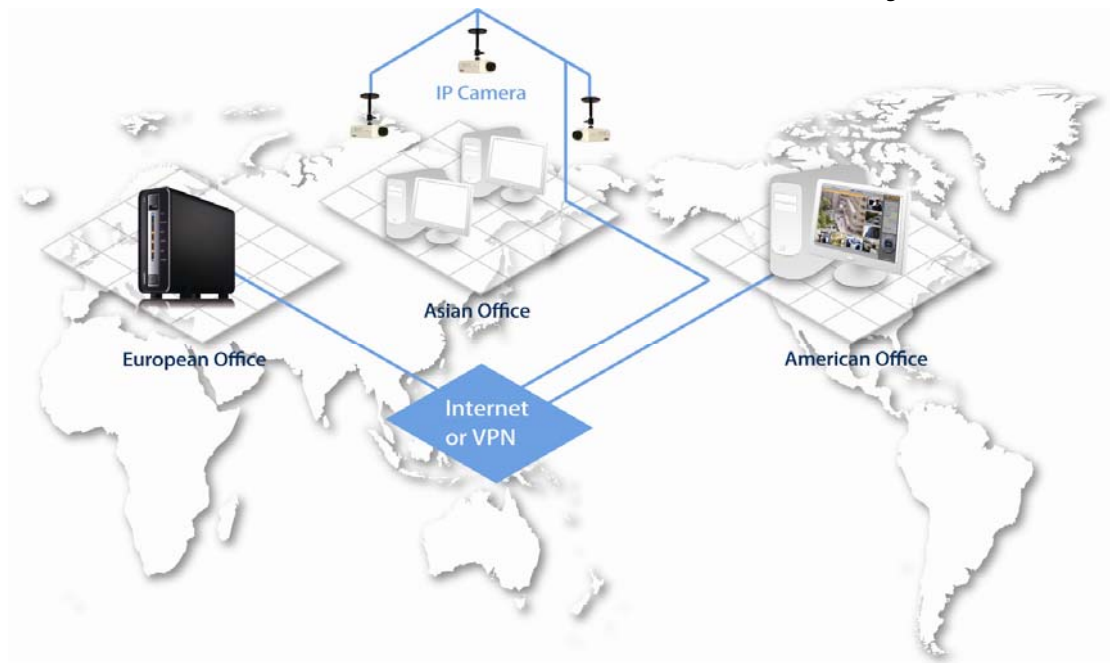 IP Camera
Asian Office
European Office
American Office
Internet
or VPN